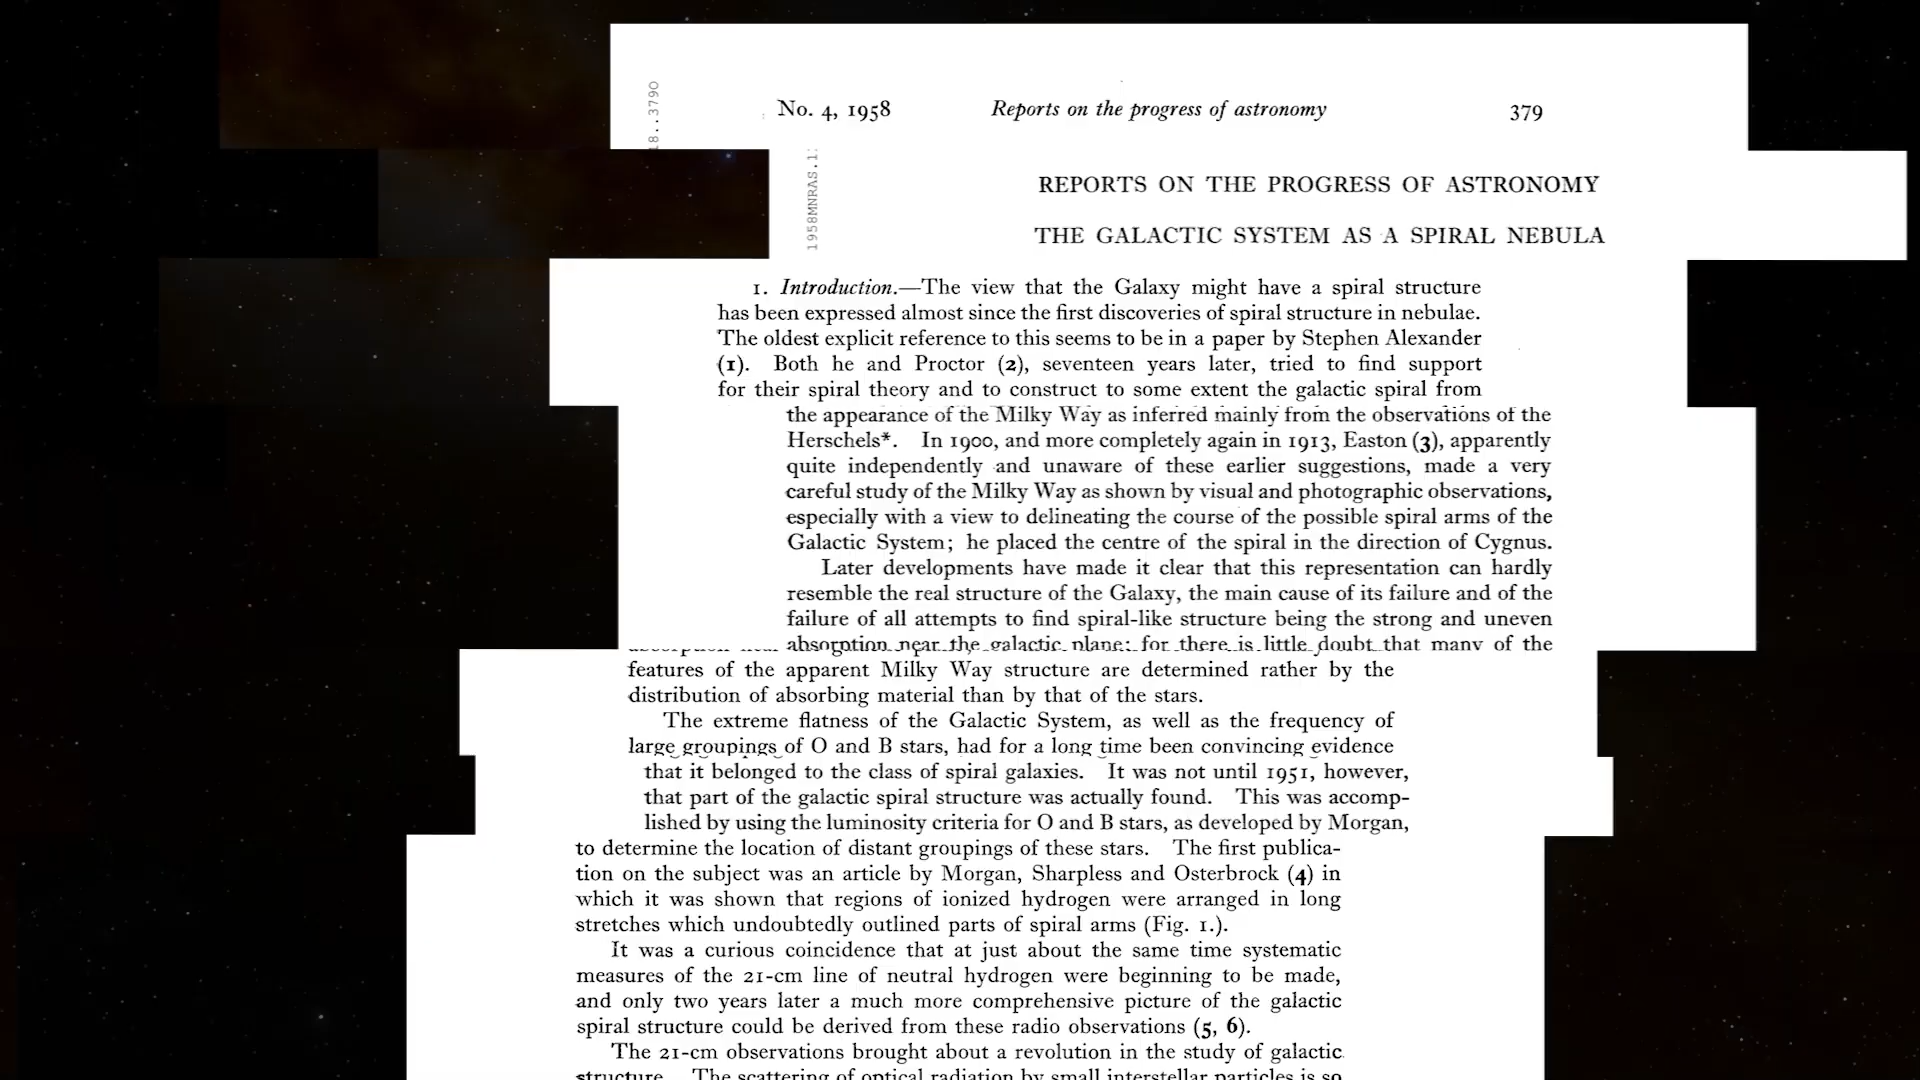 18..379O
No. 4, 1958 Reports on the progress of astronomy 379
1958MNRAS.1
REPORTS ON THE PROGRESS OF ASTRONOMY
THE GALACTIC SYSTEM AS A SPIRAL NEBULA
1. Introduction.—The view that the Galaxy might have a spiral structure
has been expressed almost since the first discoveries of spiral structure in nebulae.
The oldest explicit reference to this seems to be in a paper by Stephen Alexander
(1). Both he and Proctor (2), seventeen years later, tried to find support
for their spiral theory and to construct to some extent the galactic spiral from
the appearance of the Milky Way as inferred mainly from the observations of the
Herschels*. In 1900, and more completely again in 1913, Easton (3), apparently
quite independently and unaware of these earlier suggestions, made a very
careful study of the Milky Way as shown by visual and photographic observations,
especially with a view to delineating the course of the possible spiral arms of the
Galactic System; he placed the centre of the spiral in the direction of Cygnus.
Later developments have made it clear that this representation can hardly
resemble the real structure of the Galaxy, the main cause of its failure and of the
failure of all attempts to find spiral-like structure being the strong and uneven
absorption near the galactic plane; for there is little doubt that many of the
features of the apparent Milky Way structure are determined rather by the
distribution of absorbing material than by that of the stars.
The extreme flatness of the Galactic System, as well as the frequency of
large groupings of O and B stars, had for a long time been convincing evidence
that it belonged to the class of spiral galaxies. It was not until 1951, however,
that part of the galactic spiral structure was actually found. This was accomp-
lished by using the luminosity criteria for O and B stars, as developed by Morgan,
to determine the location of distant groupings of these stars. The first publica-
tion on the subject was an article by Morgan, Sharpless and Osterbrock (4) in
which it was shown that regions of ionized hydrogen were arranged in long
stretches which undoubtedly outlined parts of spiral arms (Fig. 1.).
It was a curious coincidence that at just about the same time systematic
measures of the 21-cm line of neutral hydrogen were beginning to be made,
and only two years later a much more comprehensive picture of the galactic
spiral structure could be derived from these radio observations (5, 6).
The 21-cm observations brought about a revolution in the study of galactic
structure. The scattering of optical radiation by small interstellar particles is so